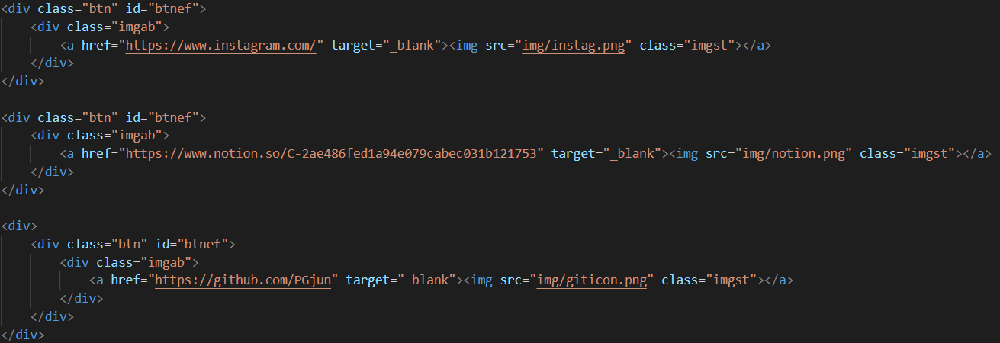 <div class="btn" id="btnef">
    <div class="imgab">
        <a href="https://www.instagram.com/" target="_blank"><img src="img/instag.png" class="imgst"></a>
    </div>
</div>

<div class="btn" id="btnef">
    <div class="imgab">
        <a href="https://www.notion.so/C-2ae486fed1a94e079cabec031b121753" target="_blank"><img src="img/notion.png" class="imgst"></a>
    </div>
</div>

<div>
    <div class="btn" id="btnef">
        <div class="imgab">
            <a href="https://github.com/PGjun" target="_blank"><img src="img/giticon.png" class="imgst"></a>
        </div>
    </div>
</div>